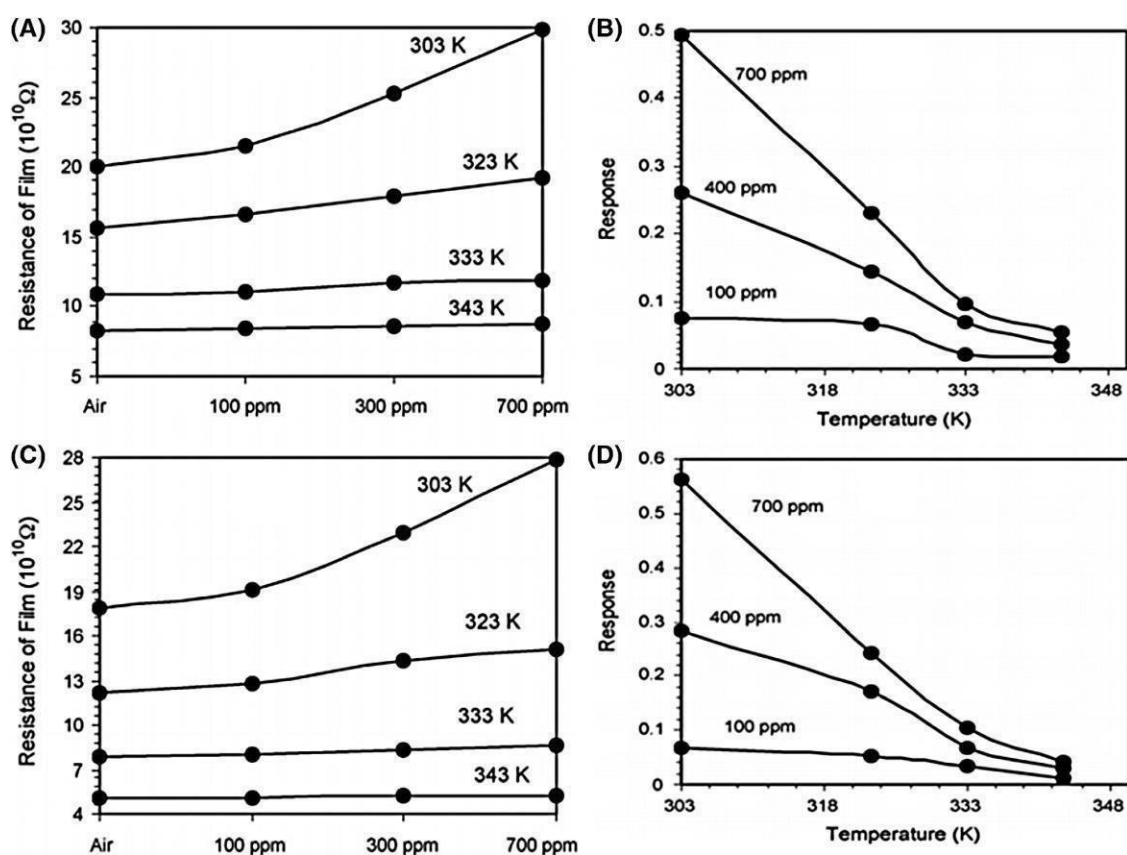 (A)
Resistance of Film (10¹⁰Ω)
30
25
20
15
10
5
303 K
323 K
333 K
343 K
Air 100 ppm 300 ppm 700 ppm
(B)
Response
0.5
0.4
0.3
0.2
0.1
0
700 ppm
400 ppm
100 ppm
303 318 333 348
Temperature (K)
(C)
Resistance of Film (10¹⁰Ω)
28
25
22
19
16
13
10
7
4
303 K
323 K
333 K
343 K
Air 100 ppm 300 ppm 700 ppm
(D)
Response
0.6
0.5
0.4
0.3
0.2
0.1
0
700 ppm
400 ppm
100 ppm
303 318 333 348
Temperature (K)